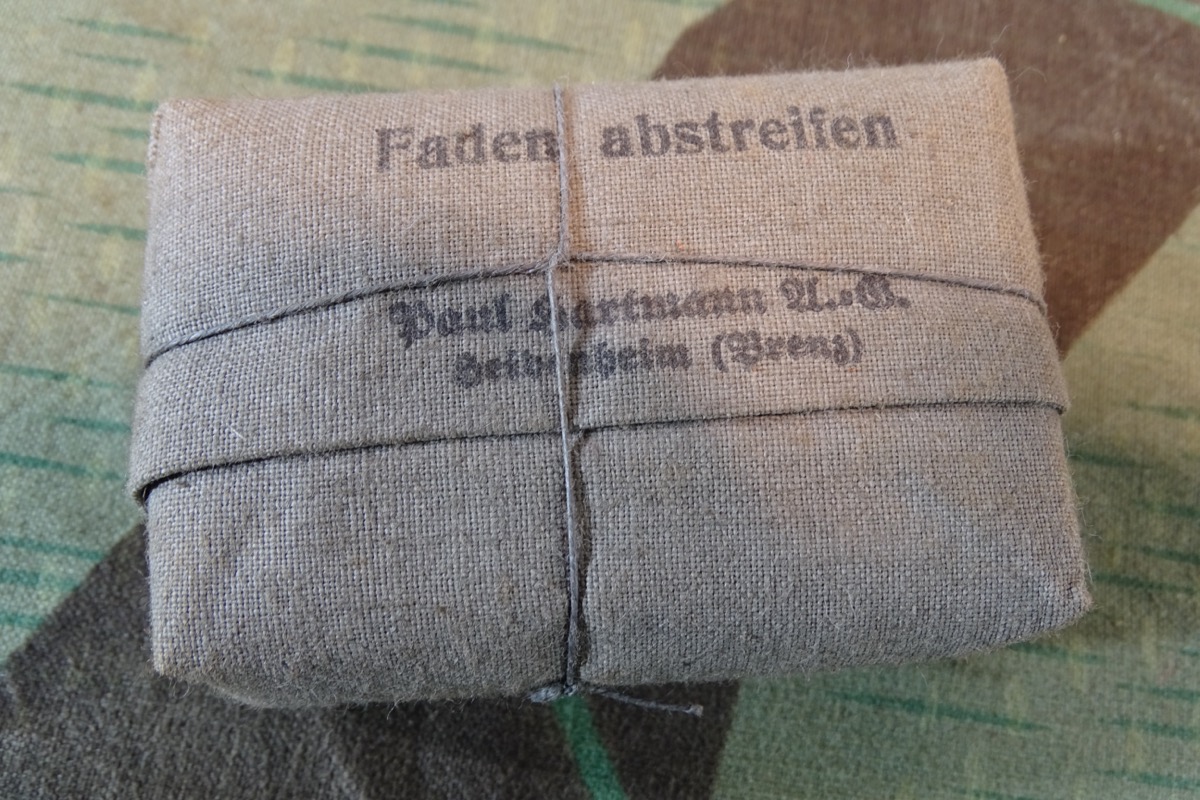 Faden abstreifen
Paul Hartmann A.-G.
Heidenheim (Brenz)